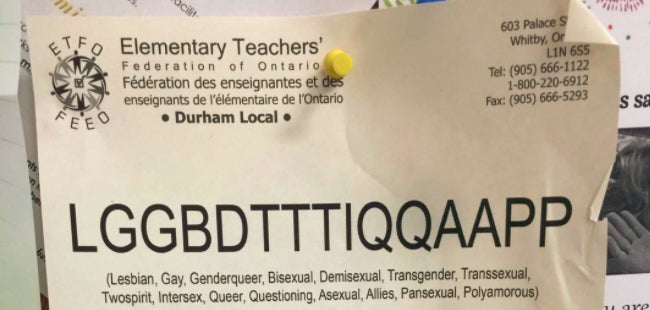 ETFO
FEEO
Elementary Teachers'
Federation of Ontario
Fédération des enseignantes et des
enseignants de l'élémentaire de l'Ontario
• Durham Local •
603 Palace
Whitby,
L1N 6S5
Tel: (905) 666-1122
1-800-220-6912
Fax: (905) 666-5293
LGGBDTTTIQQAAPP
(Lesbian, Gay, Genderqueer, Bisexual, Demisexual, Transgender, Transsexual,
Twospirit, Intersex, Queer, Questioning, Asexual, Allies, Pansexual, Polyamorous)